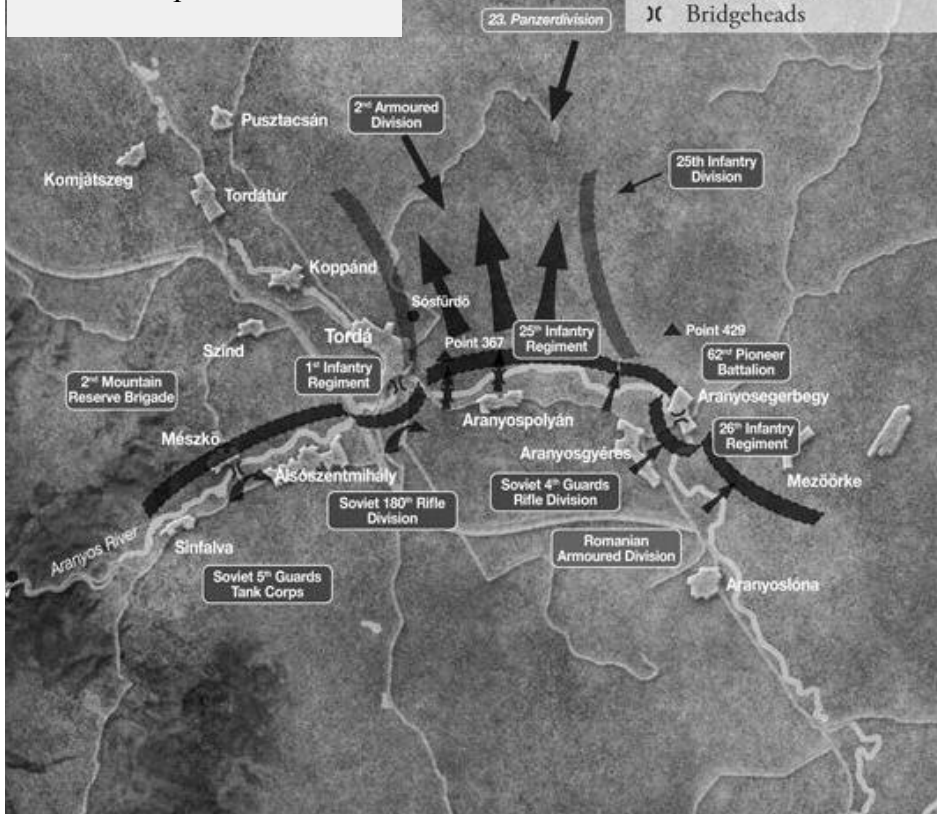 23. Panzerdivision
Bridgeheads
2nd Armoured
Division
Pusztacsán
Komjátszeg
Tordátúr
25th Infantry
Division
Koppánd
Sósfürdö
Tordá
Point 367
25th Infantry
Regiment
Point 429
Szind
1st Infantry
Regiment
62nd Pioneer
Battalion
2nd Mountain
Reserve Brigade
Aranyosegerbegy
Aranyospolyán
26th Infantry
Regiment
Mészkö
Aranyosgyéres
Mezöörke
Alsószentmihály
Soviet 4th Guards
Rifle Division
Soviet 180th Rifle
Division
Aranyos River
Sinfalva
Romanian
Armoured Division
Soviet 5th Guards
Tank Corps
Aranyoslóna